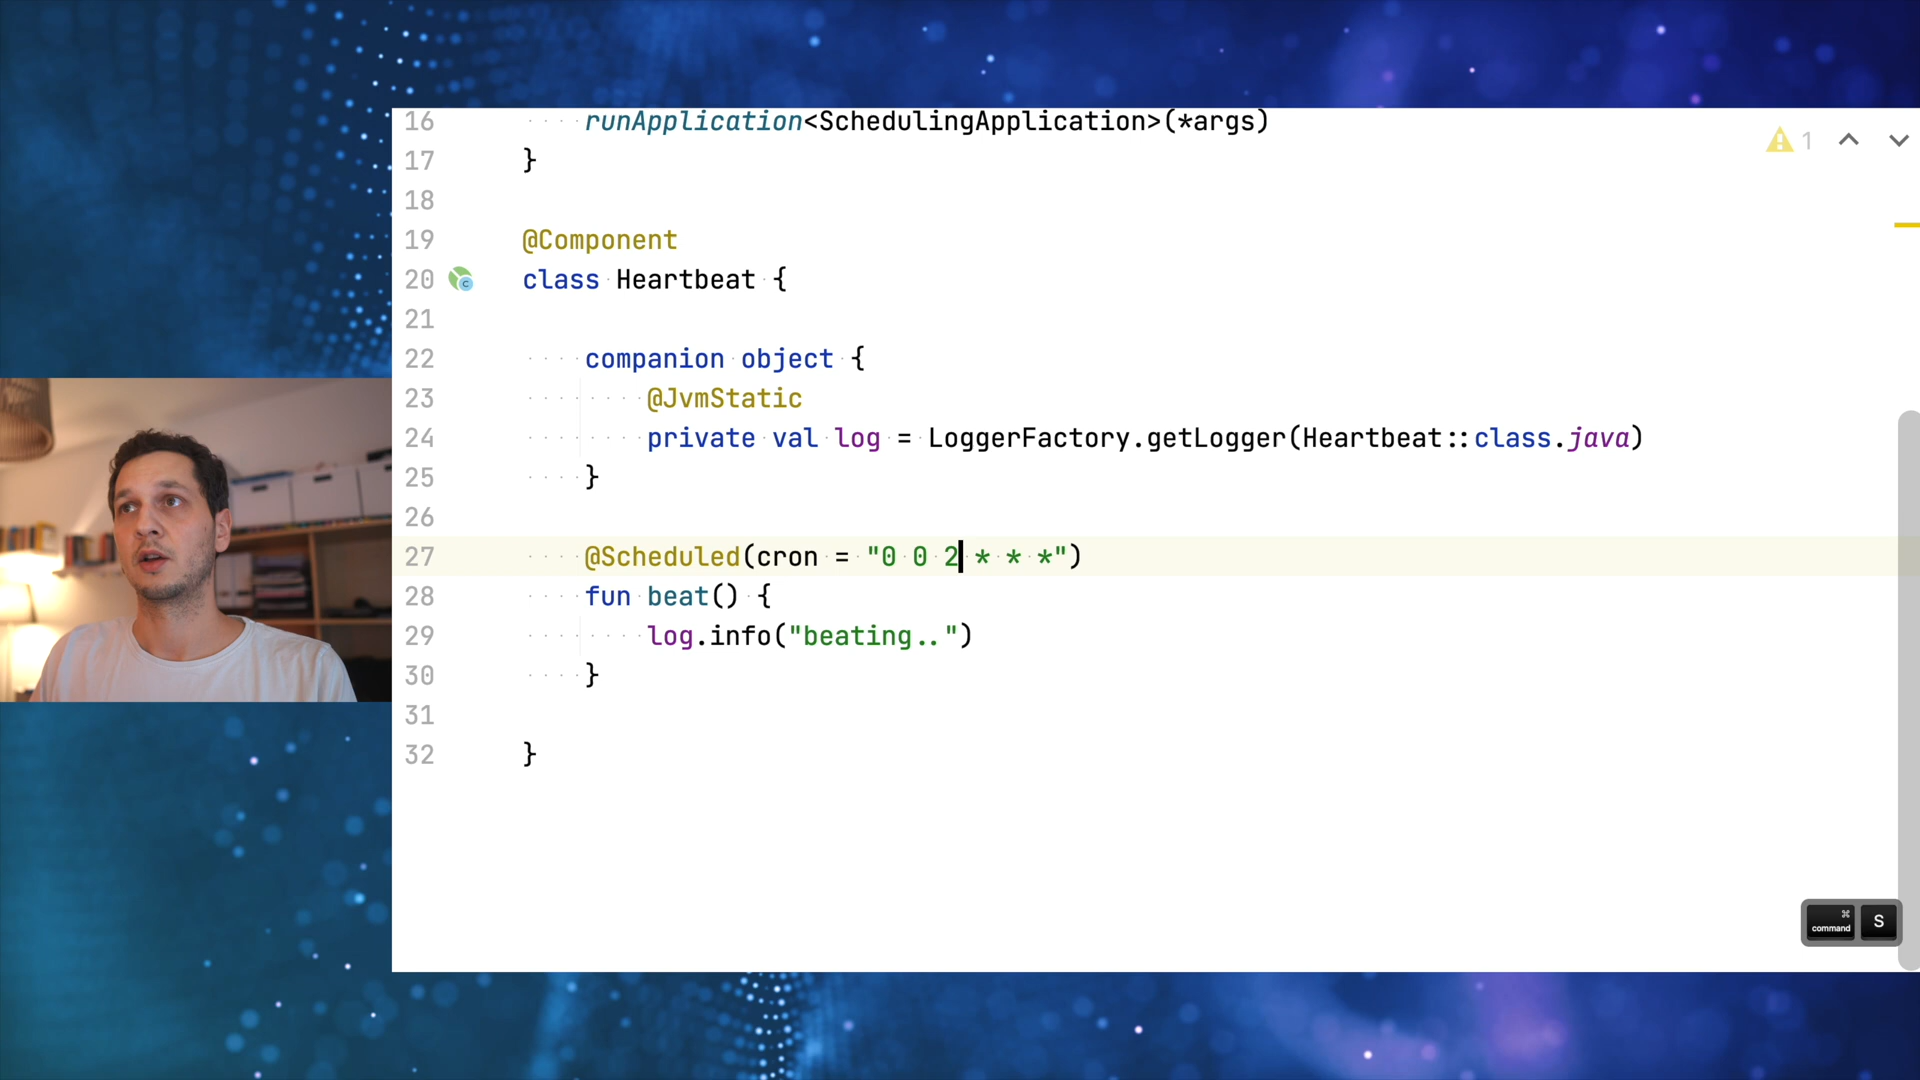 16 runApplication<SchedulingApplication>(*args)
17 }
18
19 @Component
20 class Heartbeat {
21
22 companion object {
23 @JvmStatic
24 private val log = LoggerFactory.getLogger(Heartbeat::class.java)
25 }
26
27 @Scheduled(cron = "0 0 2 * * *")
28 fun beat() {
29 log.info("beating..")
30 }
31
32 }
1
⌘
command S